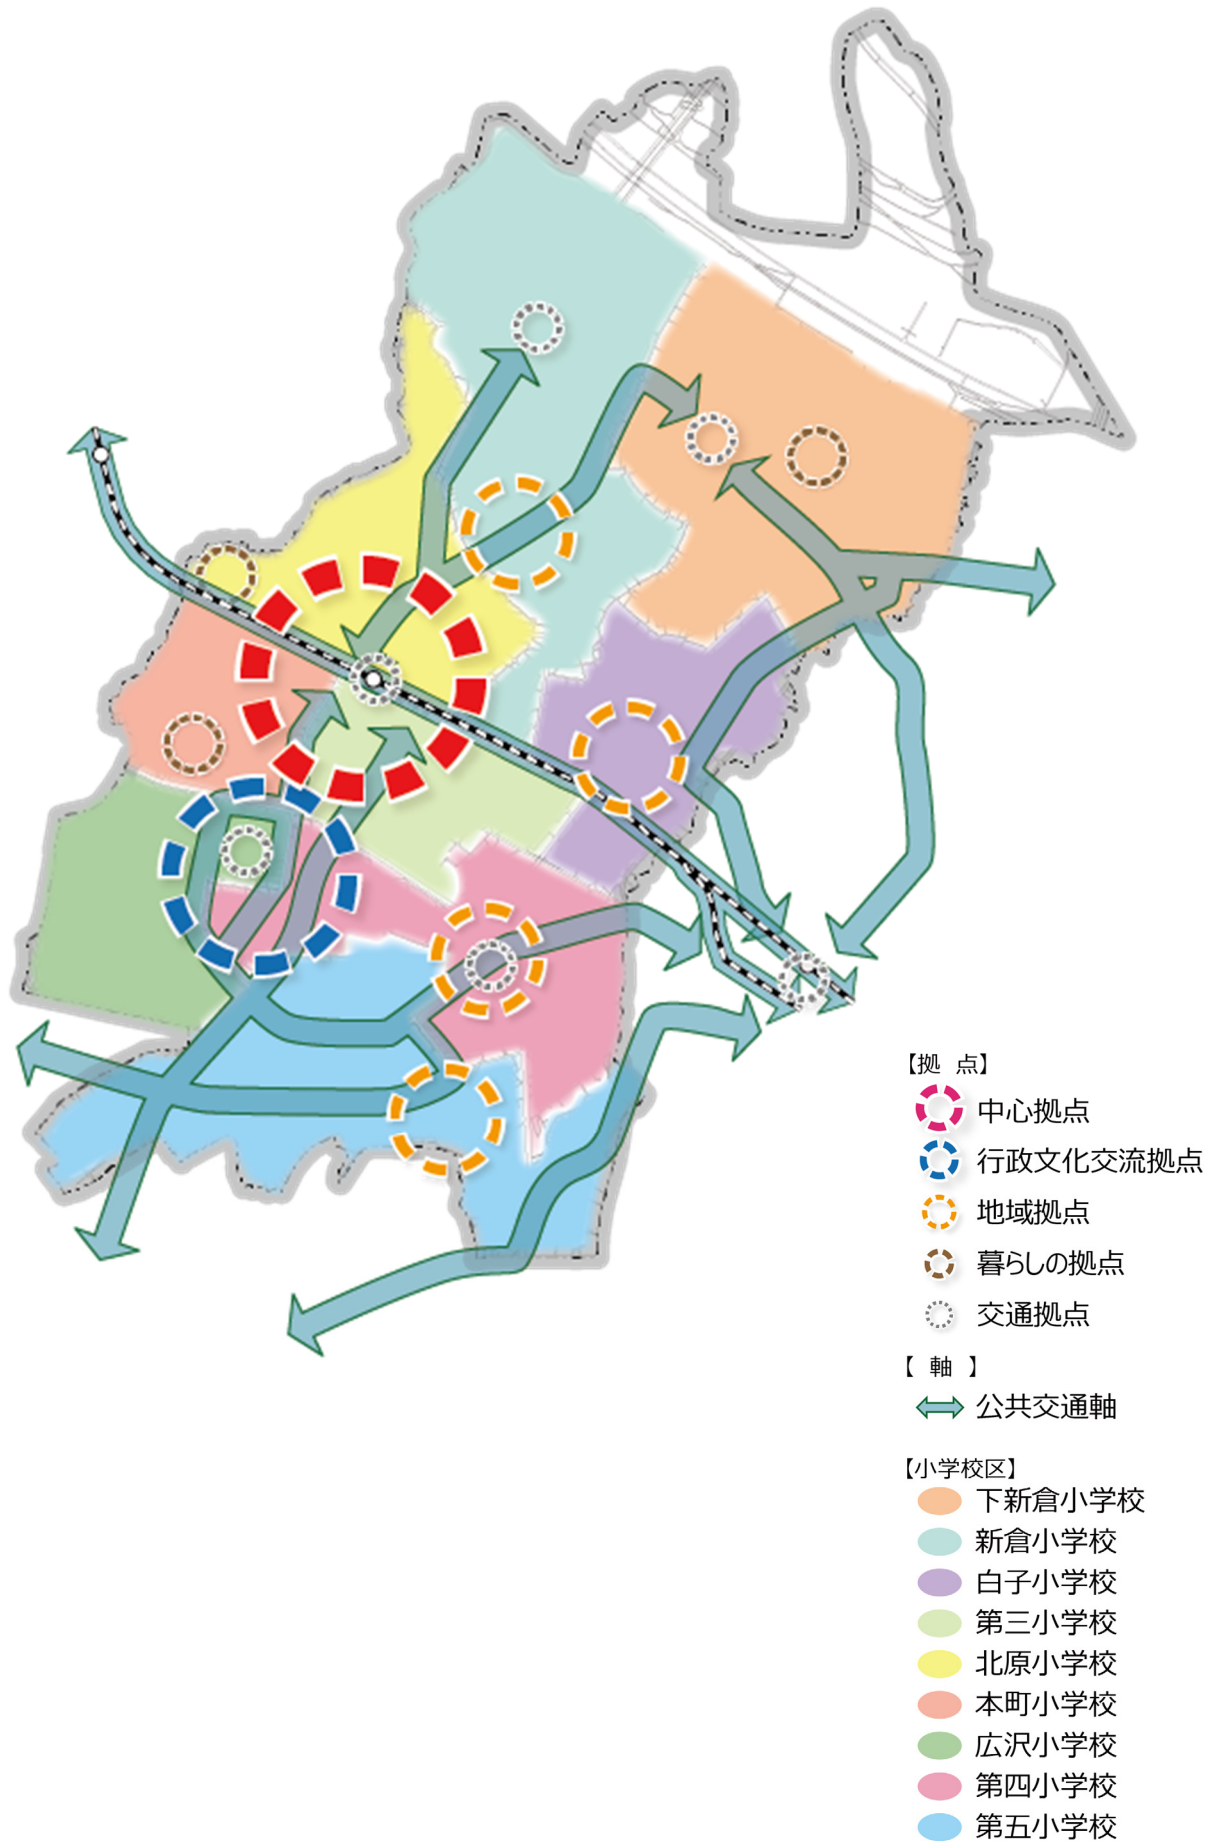 【拠 点】
中心拠点
行政文化交流拠点
地域拠点
暮らしの拠点
交通拠点
【 軸 】
公共交通軸
【小学校区】
下新倉小学校
新倉小学校
白子小学校
第三小学校
北原小学校
本町小学校
広沢小学校
第四小学校
第五小学校